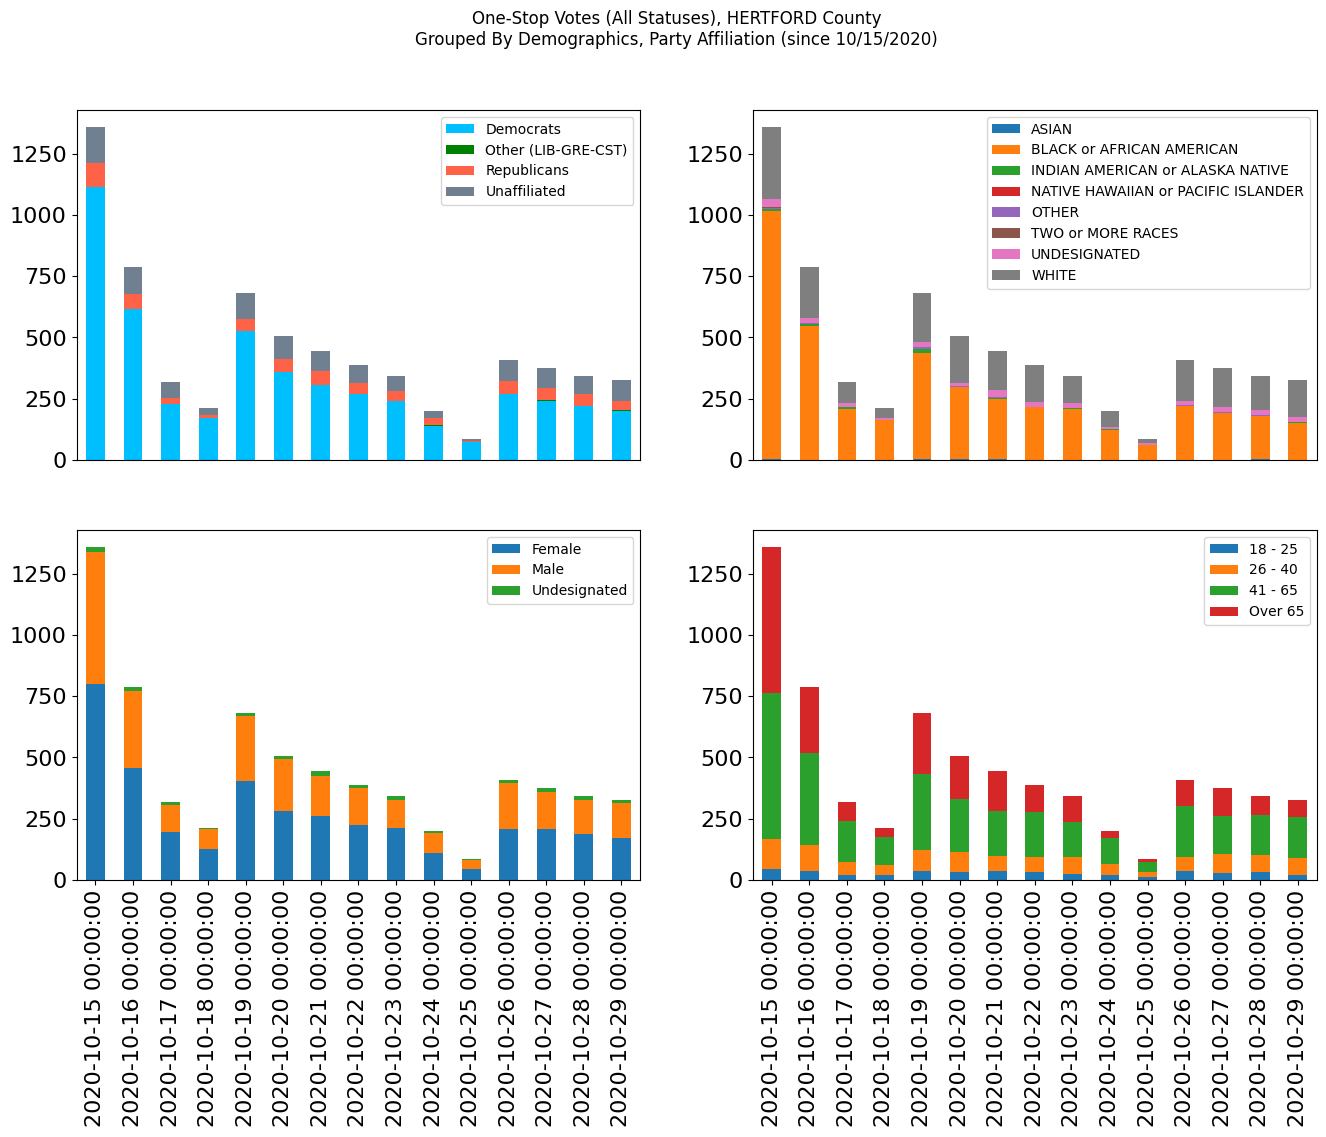 One-Stop Votes (All Statuses), HERTFORD County
Grouped By Demographics, Party Affiliation (since 10/15/2020)
1250
1000
750
500
250
0
Democrats
Other (LIB-GRE-CST)
Republicans
Unaffiliated
1250
1000
750
500
250
0
ASIAN
BLACK or AFRICAN AMERICAN
INDIAN AMERICAN or ALASKA NATIVE
NATIVE HAWAIIAN or PACIFIC ISLANDER
OTHER
TWO or MORE RACES
UNDESIGNATED
WHITE
1250
1000
750
500
250
0
Female
Male
Undesignated
2020-10-15 00:00:00
2020-10-16 00:00:00
2020-10-17 00:00:00
2020-10-18 00:00:00
2020-10-19 00:00:00
2020-10-20 00:00:00
2020-10-21 00:00:00
2020-10-22 00:00:00
2020-10-23 00:00:00
2020-10-24 00:00:00
2020-10-25 00:00:00
2020-10-26 00:00:00
2020-10-27 00:00:00
2020-10-28 00:00:00
2020-10-29 00:00:00
1250
1000
750
500
250
0
18 - 25
26 - 40
41 - 65
Over 65
2020-10-15 00:00:00
2020-10-16 00:00:00
2020-10-17 00:00:00
2020-10-18 00:00:00
2020-10-19 00:00:00
2020-10-20 00:00:00
2020-10-21 00:00:00
2020-10-22 00:00:00
2020-10-23 00:00:00
2020-10-24 00:00:00
2020-10-25 00:00:00
2020-10-26 00:00:00
2020-10-27 00:00:00
2020-10-28 00:00:00
2020-10-29 00:00:00